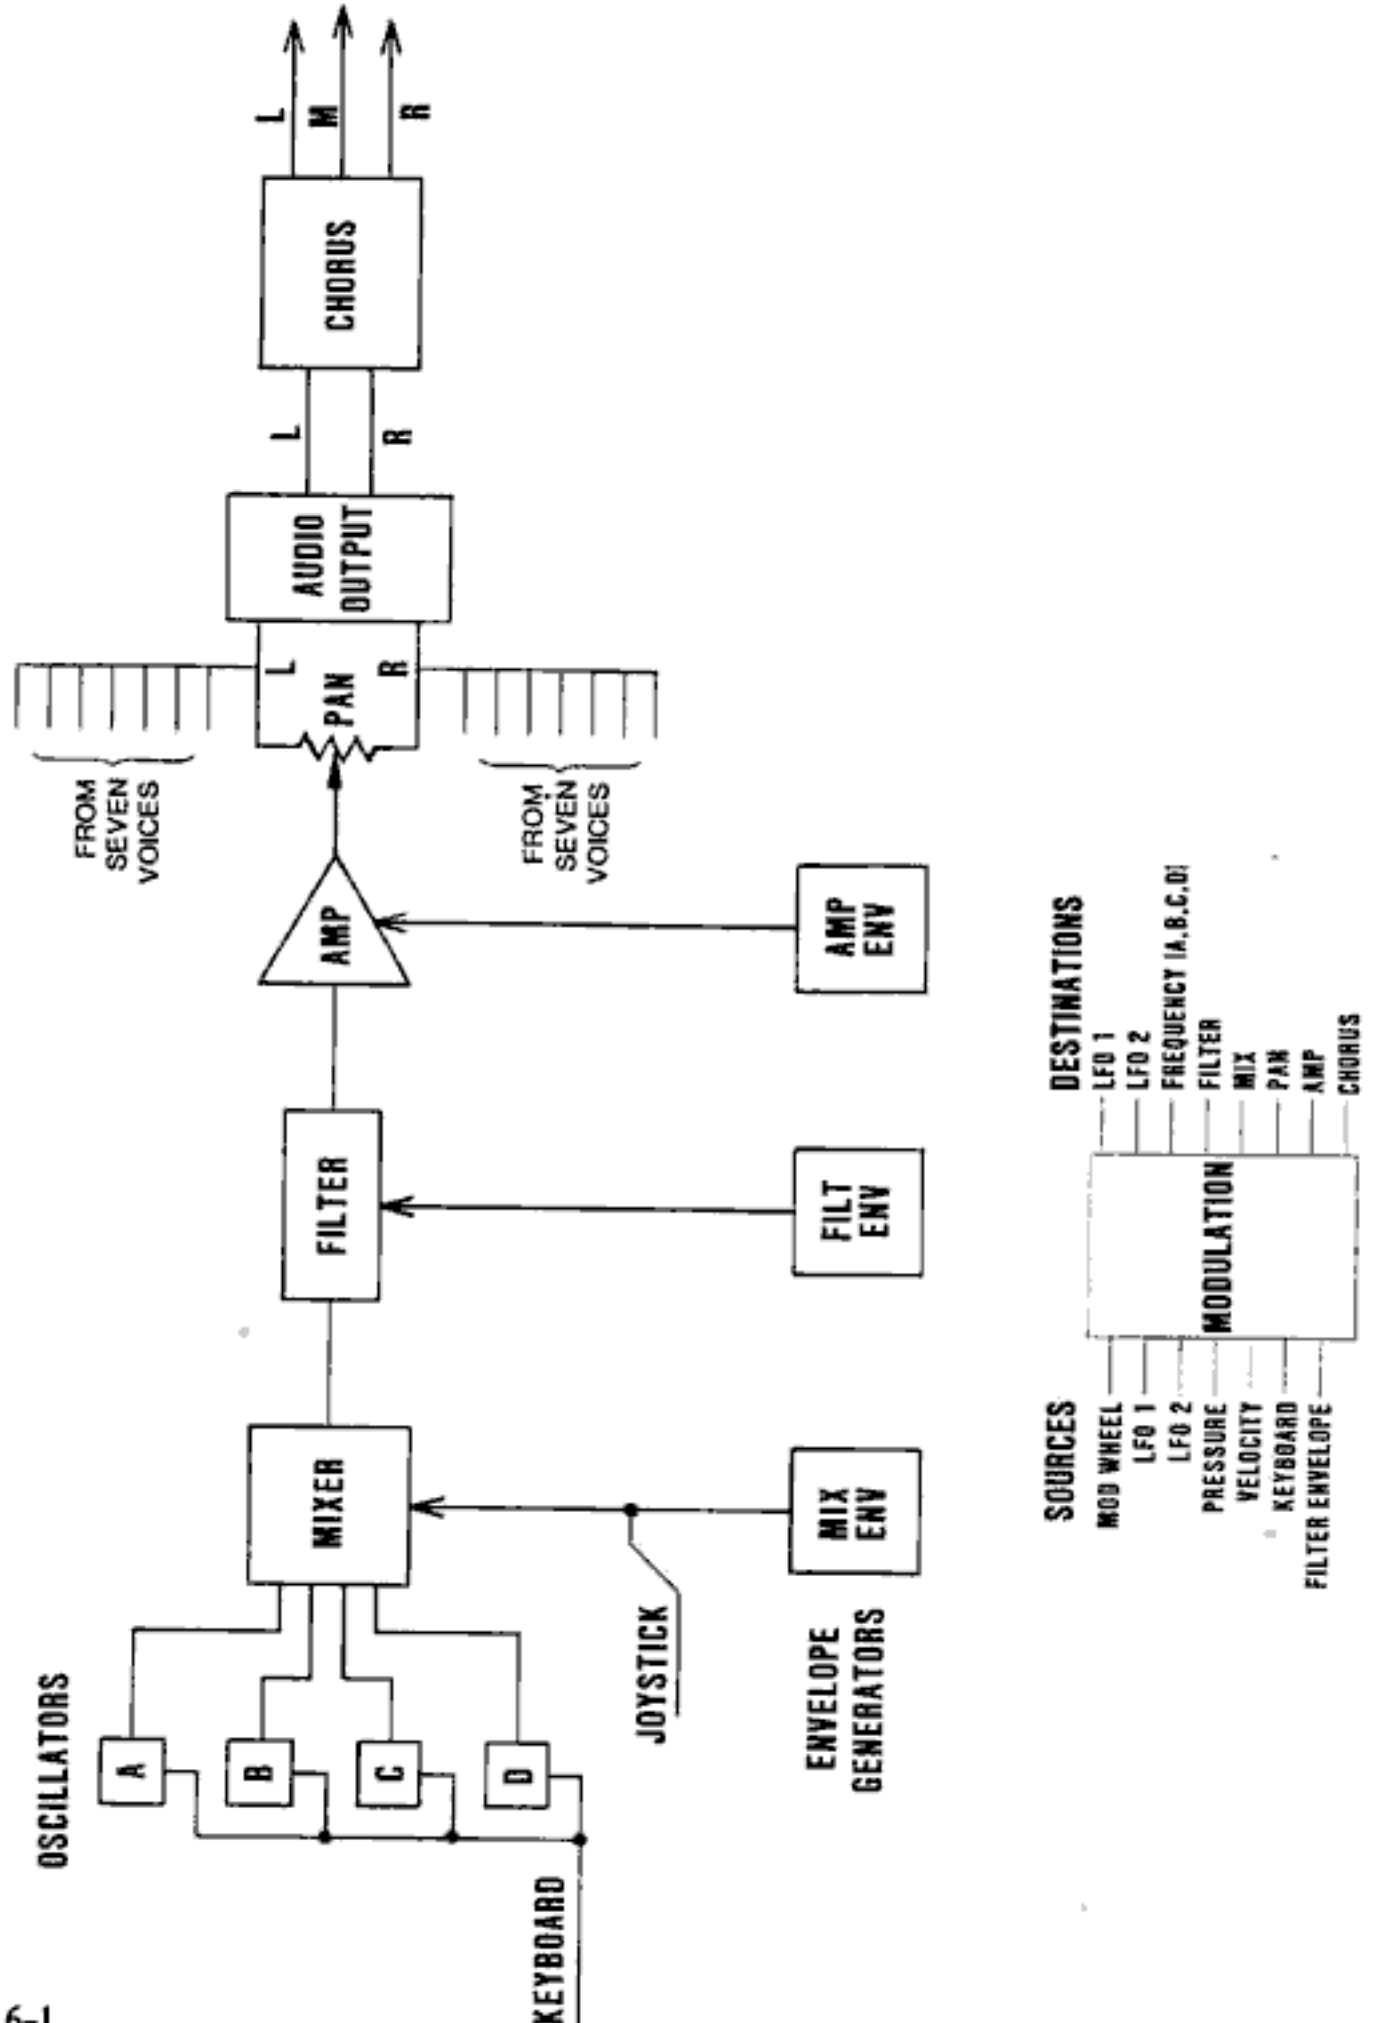 6-1
OSCILLATORS
A
B
C
D
KEYBOARD
MIXER
JOYSTICK
ENVELOPE
GENERATORS
MIX
ENV
FILTER
FILT
ENV
AMP
AMP
ENV
FROM
SEVEN
VOICES
FROM
SEVEN
VOICES
L
PAN
R
AUDIO
OUTPUT
L
R
CHORUS
L
M
R
SOURCES
MOD WHEEL
LFO 1
LFO 2
PRESSURE
VELOCITY
KEYBOARD
FILTER ENVELOPE
MODULATION
DESTINATIONS
LFO 1
LFO 2
FREQUENCY (A,B,C,D)
FILTER
MIX
PAN
AMP
CHORUS